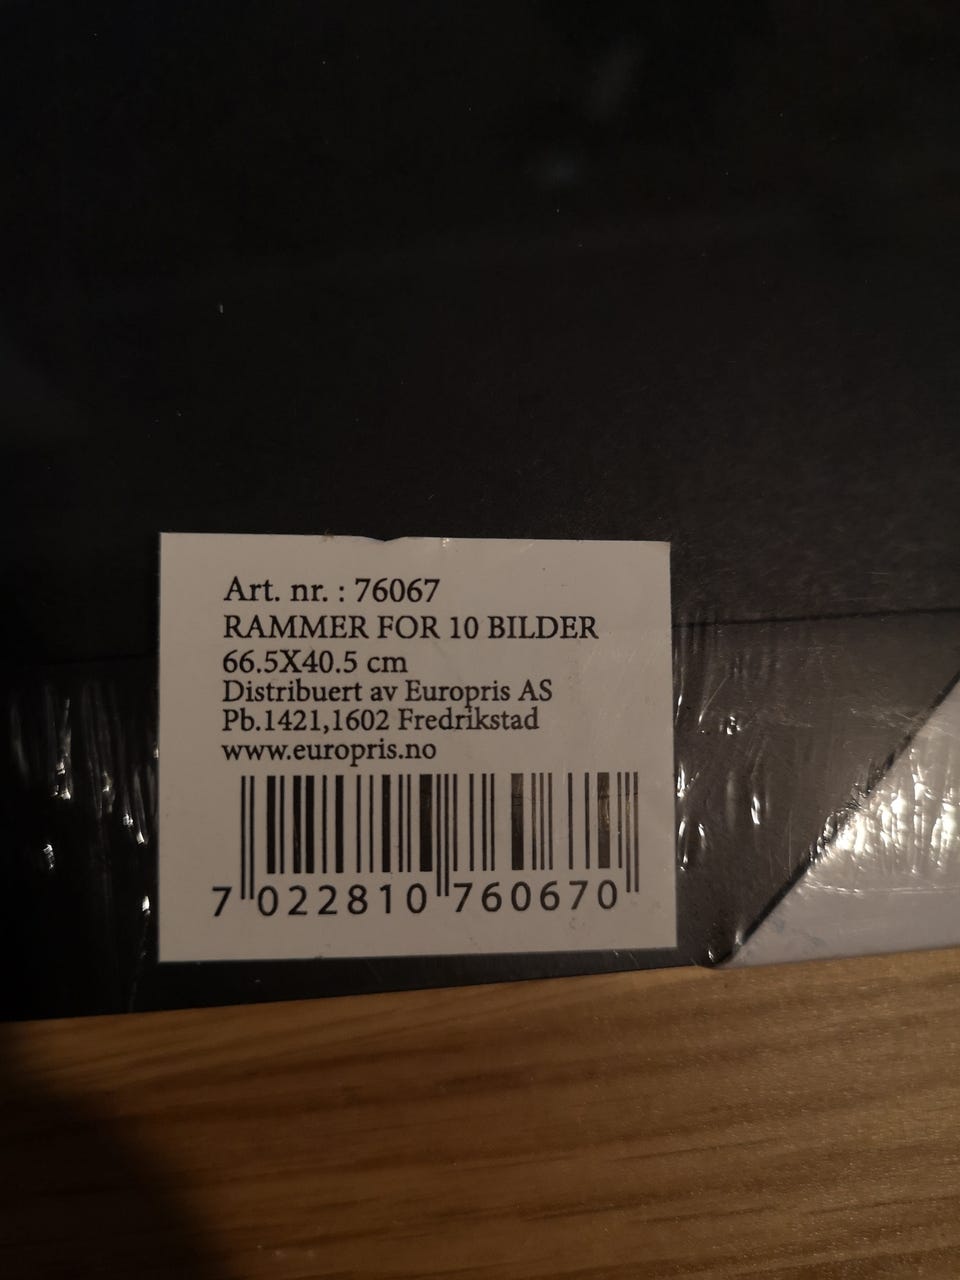 Art. nr. : 76067
RAMMER FOR 10 BILDER
66.5X40.5 cm
Distribuert av Europris AS
Pb.1421,1602 Fredrikstad
www.europris.no
7 022810 760670